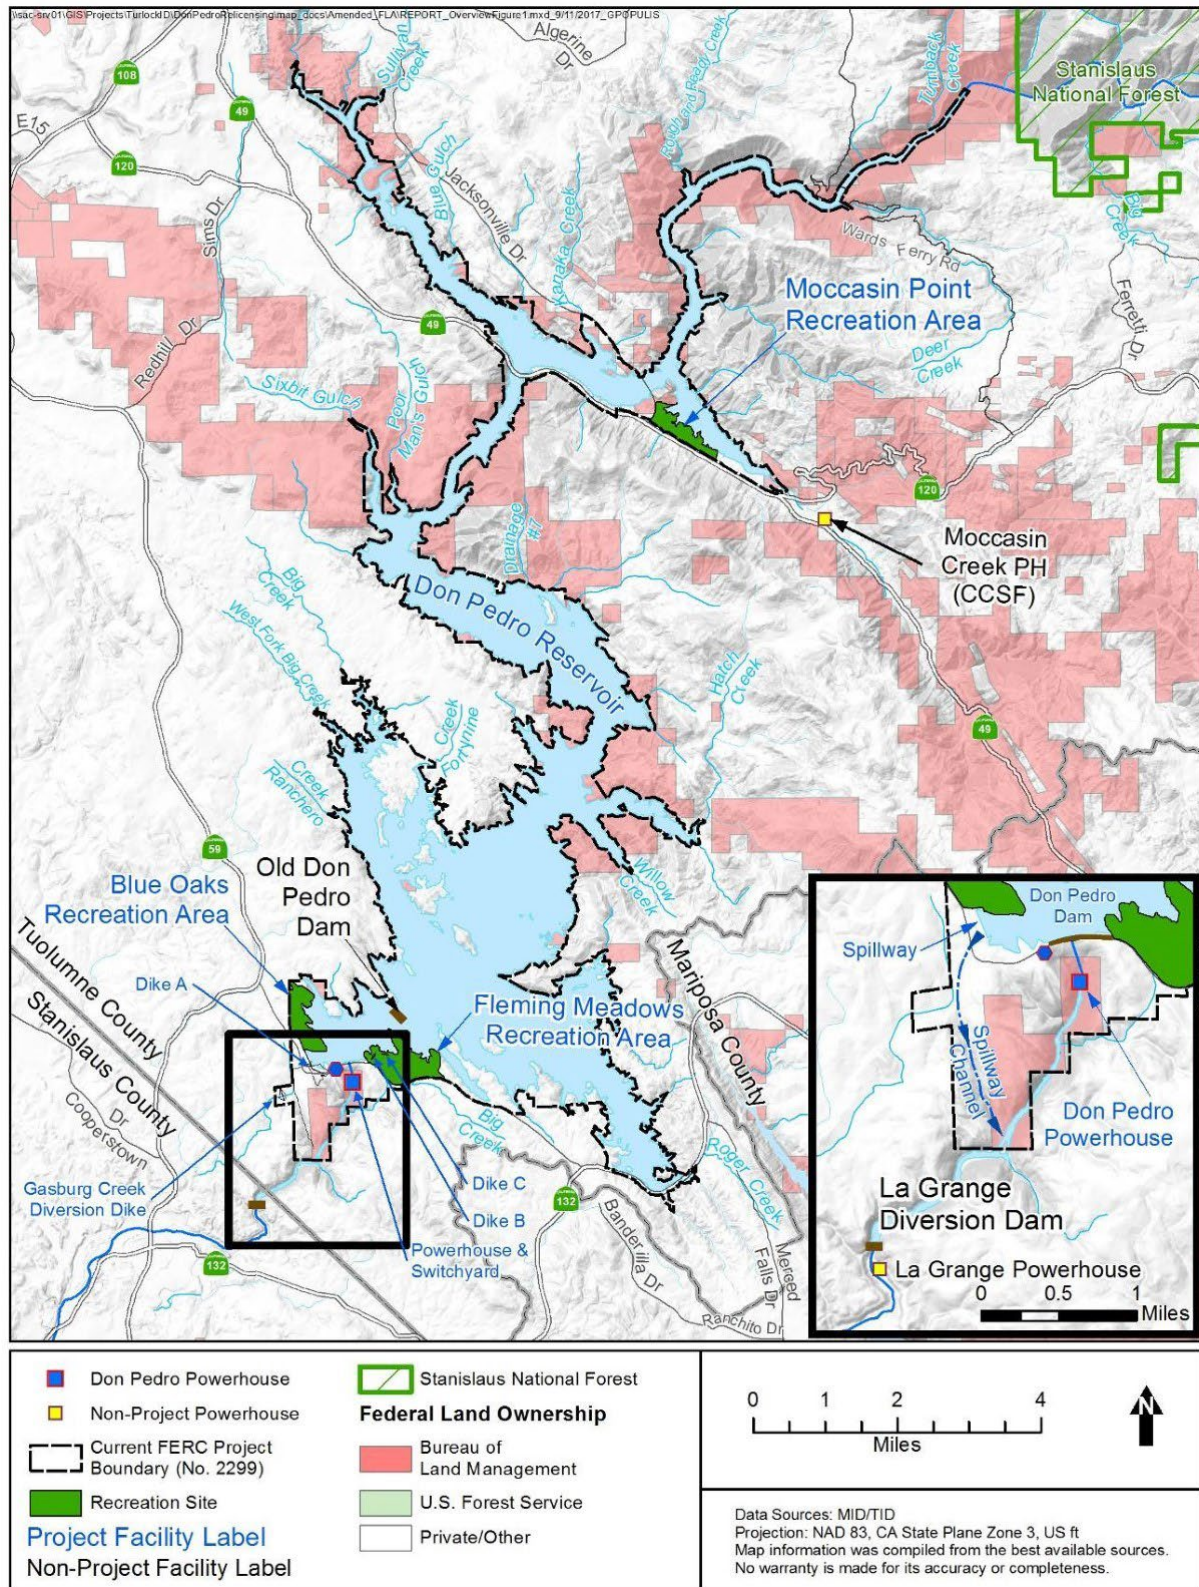 \\sac-srv01\GIS\Projects\TurlockID\DonPedroRelicensing\map_docs\Amended_FLA\REPORT_OverviewFigure1.mxd_9/11/2017_GPOPULIS
Sullivan
Creek
Algerine
Dr
Rough and Ready Creek
Turnback
Creek
Stanislaus
National Forest
108
49
E15
120
Blue Gulch
Jacksonville Dr
Kanaka Creek
Big
Creek
Sims Dr
Wards
Ferry Rd
Moccasin Point
Recreation Area
Ferretti Dr
49
Redhill Dr
Deer
Creek
Sixbit Gulch
Poor
Man's Gulch
120
Drainage
#7
Moccasin
Creek PH
(CCSF)
Big
Creek
Don Pedro Reservoir
West Fork Big Creek
Hatch
Creek
49
Creek
Fortynine
Creek
Ranchero
59
Old Don
Pedro
Dam
Blue Oaks
Recreation Area
Willow
Creek
Tuolumne County
Stanislaus County
Dike A
Fleming Meadows
Recreation Area
Mariposa County
Don Pedro
Dam
Spillway
Spillway
Channel
Don Pedro
Powerhouse
Dr
Cooperstown
Big
Creek
Roger Creek
Gasburg Creek
Diversion Dike
Dike C
Dike B
132
Powerhouse &
Switchyard
132
Banderilla Dr
Merced
Falls Dr
Ranchito Dr
La Grange
Diversion Dam
La Grange Powerhouse
0 0.5 1
Miles
Don Pedro Powerhouse
Non-Project Powerhouse
Current FERC Project
Boundary (No. 2299)
Recreation Site
Project Facility Label
Non-Project Facility Label
Stanislaus National Forest
Federal Land Ownership
Bureau of
Land Management
U.S. Forest Service
Private/Other
0 1 2 4
Miles
N
Data Sources: MID/TID
Projection: NAD 83, CA State Plane Zone 3, US ft
Map information was compiled from the best available sources.
No warranty is made for its accuracy or completeness.